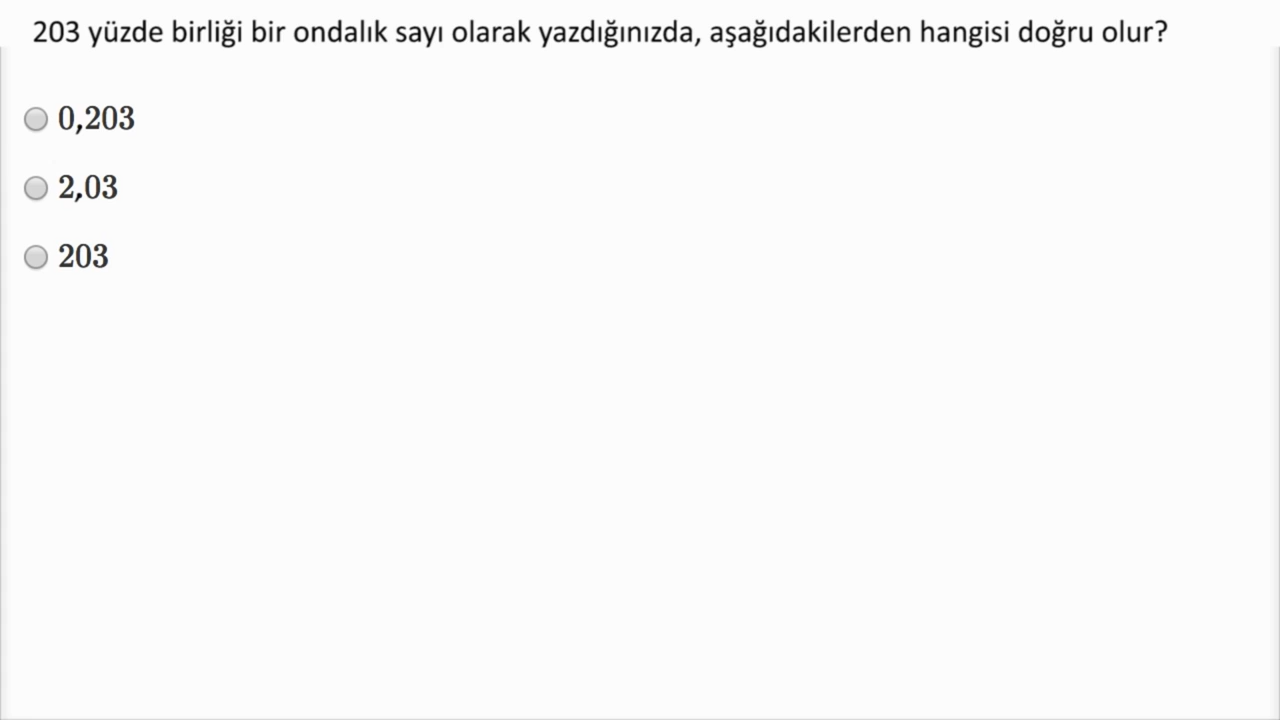 203 yüzde birliği bir ondalık sayı olarak yazdığınızda, aşağıdakilerden hangisi doğru olur?
0,203
2,03
203